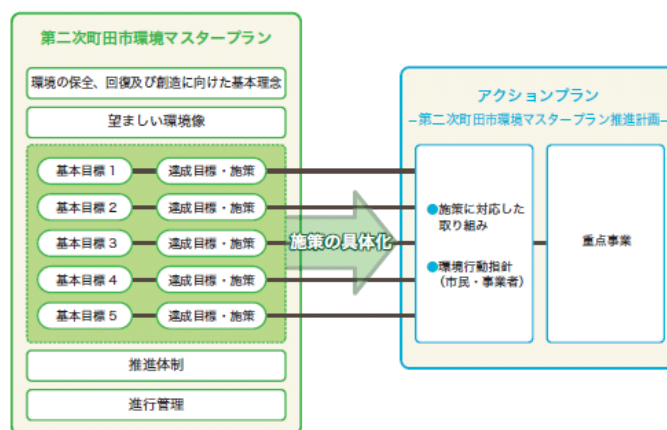 第二次町田市環境マスタープラン
環境の保全、回復及び創造に向けた基本理念
望ましい環境像
基本目標1 達成目標・施策
基本目標2 達成目標・施策
基本目標3 達成目標・施策
基本目標4 達成目標・施策
基本目標5 達成目標・施策
推進体制
進行管理
施策の具体化
アクションプラン
−第二次町田市環境マスタープラン推進計画−
●施策に対応した
取り組み
●環境行動指針
(市民・事業者)
重点事業